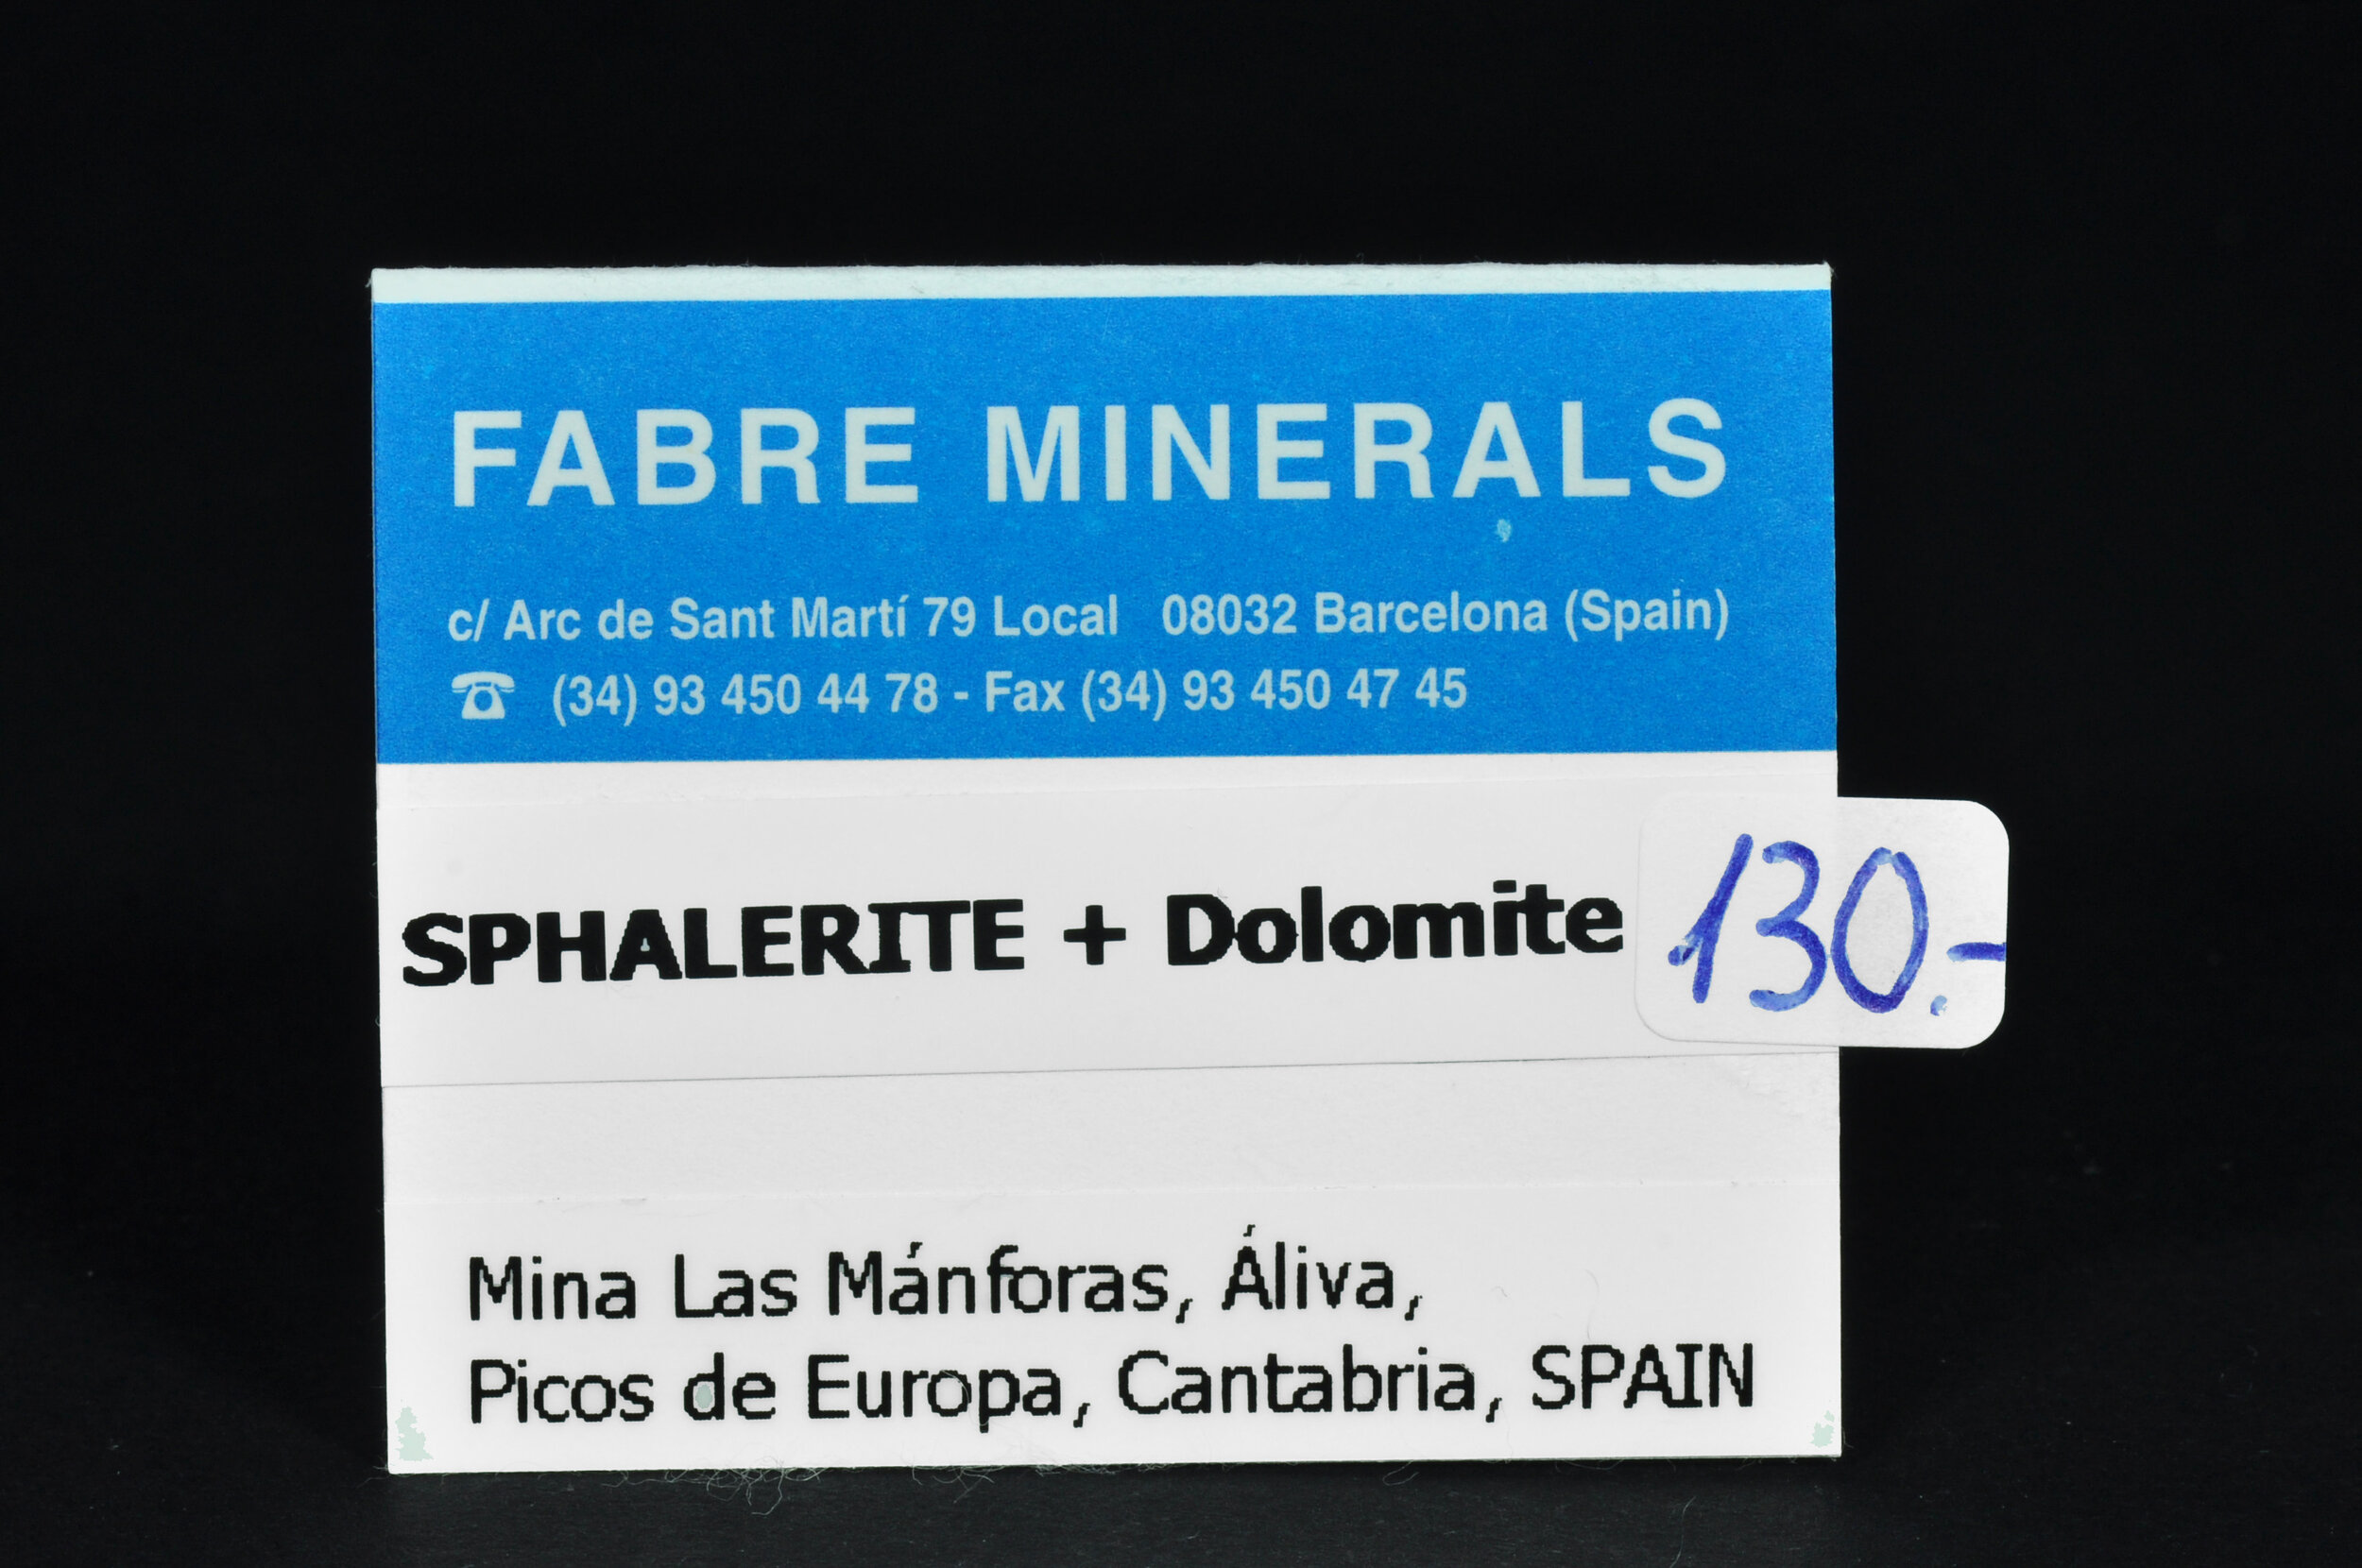 FABRE MINERALS
c/ Arc de Sant Martí 79 Local 08032 Barcelona (Spain)
☎ (34) 93 450 44 78 - Fax (34) 93 450 47 45
SPHALERITE + Dolomite
130.-
Mina Las Mánforas, Áliva,
Picos de Europa, Cantabria, SPAIN